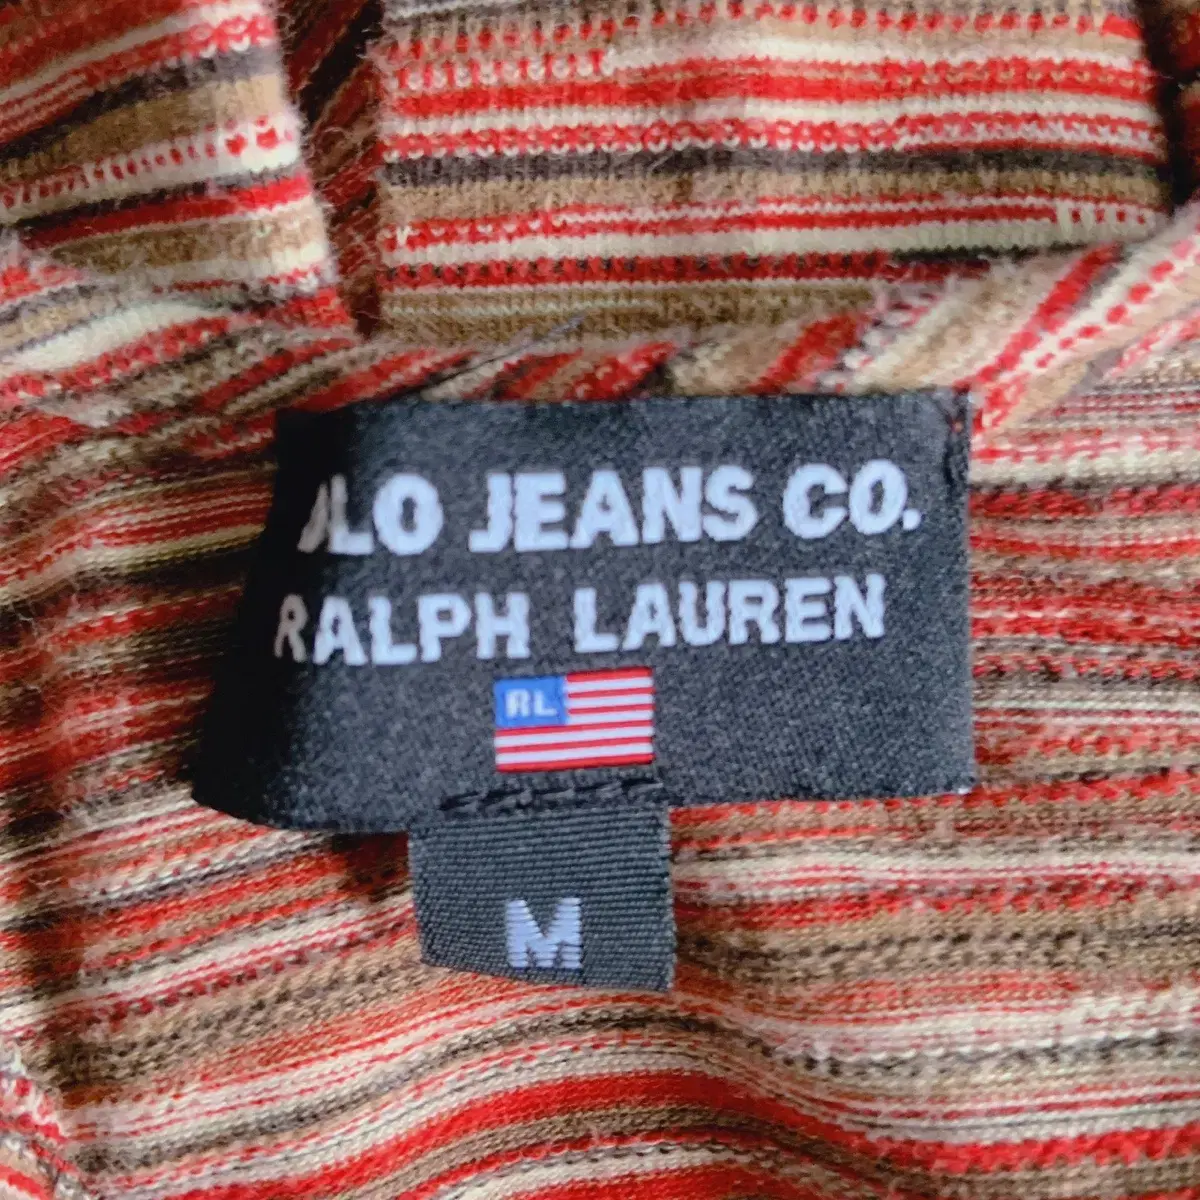 OLO JEANS CO.
RALPH LAUREN
RL
M